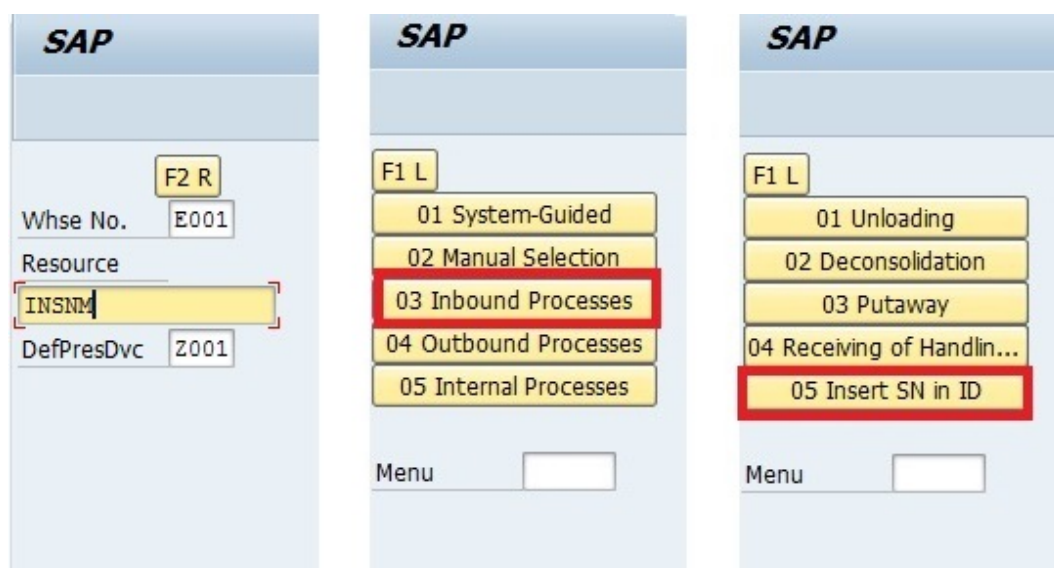 SAP
F2 R
Whse No. E001
Resource
INSNM
DefPresDvc Z001
SAP
F1 L
01 System-Guided
02 Manual Selection
03 Inbound Processes
04 Outbound Processes
05 Internal Processes
Menu
SAP
F1 L
01 Unloading
02 Deconsolidation
03 Putaway
04 Receiving of Handlin...
05 Insert SN in ID
Menu